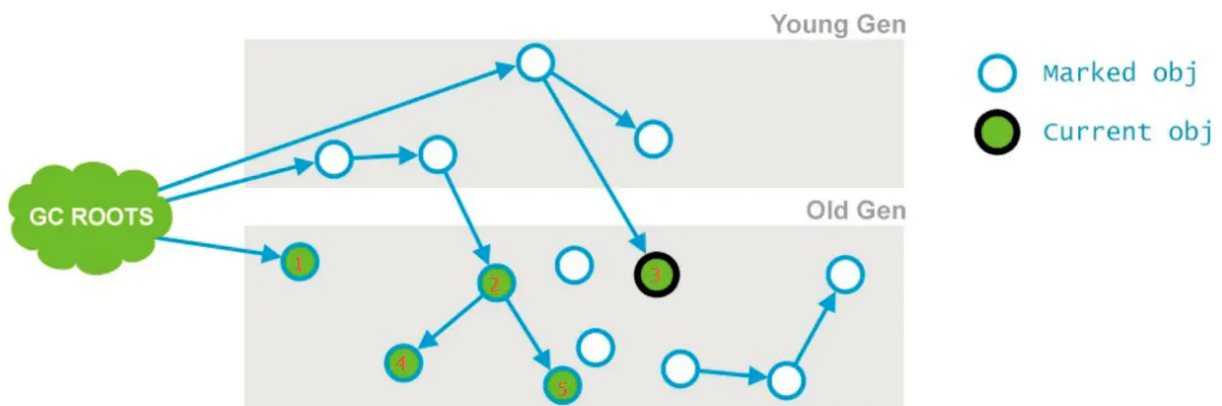 Young Gen
Marked obj
Current obj
GC ROOTS
Old Gen
1
2
3
4
5